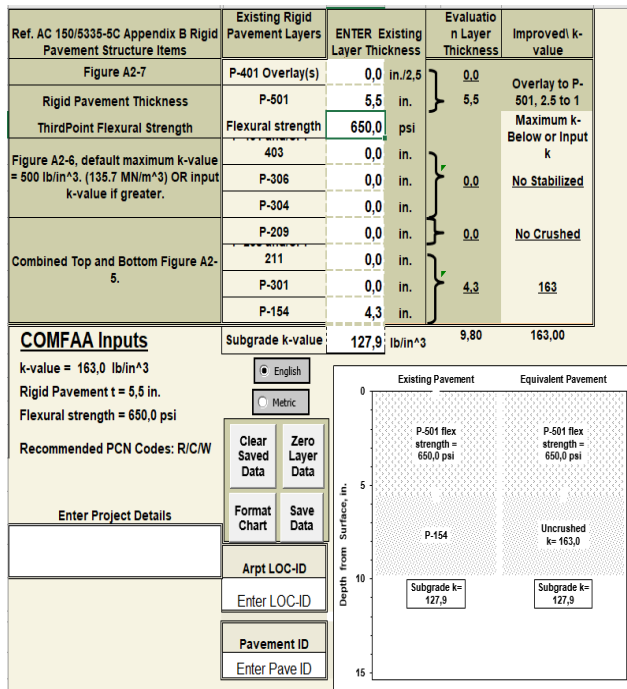 Ref. AC 150/5335-5C Appendix B Rigid Pavement Structure Items
Existing Rigid Pavement Layers
ENTER Existing Layer Thickness
Evaluatio n Layer Thickness
Improved\ k-value
Figure A2-7
P-401 Overlay(s)
0,0 in./2,5
0,0
Overlay to P-501, 2.5 to 1
Rigid Pavement Thickness
P-501
5,5 in.
5,5
ThirdPoint Flexural Strength
Flexural strength
650,0 psi
Maximum k-Below or Input k
Figure A2-6, default maximum k-value = 500 lb/in^3. (135.7 MN/m^3) OR input k-value if greater.
403
0,0 in.
P-306
0,0 in.
0,0
No Stabilized
P-304
0,0 in.
P-209
0,0 in.
0,0
No Crushed
Combined Top and Bottom Figure A2-5.
211
0,0 in.
P-301
0,0 in.
4,3
163
P-154
4,3 in.
COMFAA Inputs
Subgrade k-value
127,9 lb/in^3
9,80
163,00
k-value = 163,0 lb/in^3
Rigid Pavement t = 5,5 in.
Flexural strength = 650,0 psi
Recommended PCN Codes: R/C/W
English
Metric
Clear Saved Data
Zero Layer Data
Format Chart
Save Data
Enter Project Details
Arpt LOC-ID
Enter LOC-ID
Pavement ID
Enter Pave ID
Existing Pavement
Equivalent Pavement
0
5
10
15
Depth from Surface, in.
P-501 flex
strength =
650,0 psi
P-501 flex
strength =
650,0 psi
P-154
Uncrushed
k= 163,0
Subgrade k=
127,9
Subgrade k=
127,9